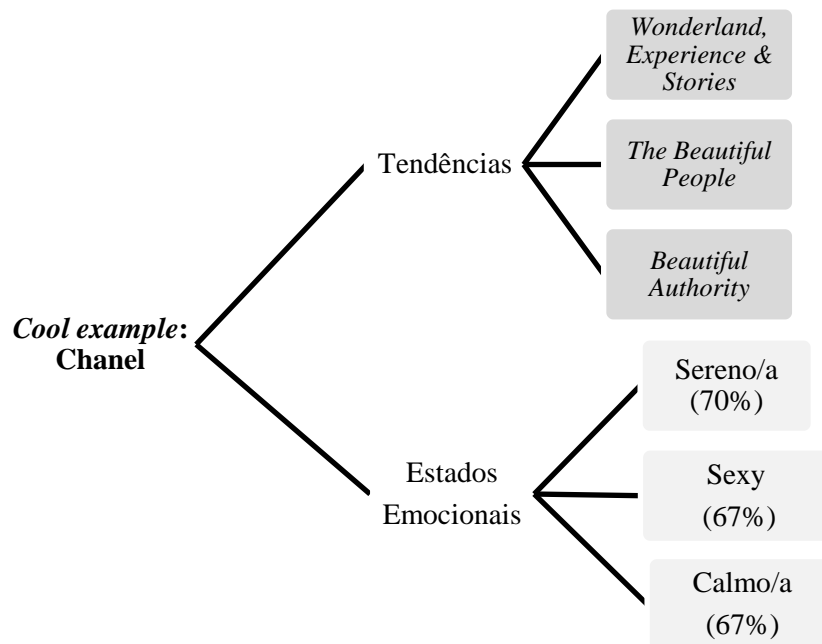 Wonderland,
Experience &
Stories
Tendências
The Beautiful
People
Beautiful
Authority
Cool example:
Chanel
Sereno/a
(70%)
Estados
Emocionais
Sexy
(67%)
Calmo/a
(67%)